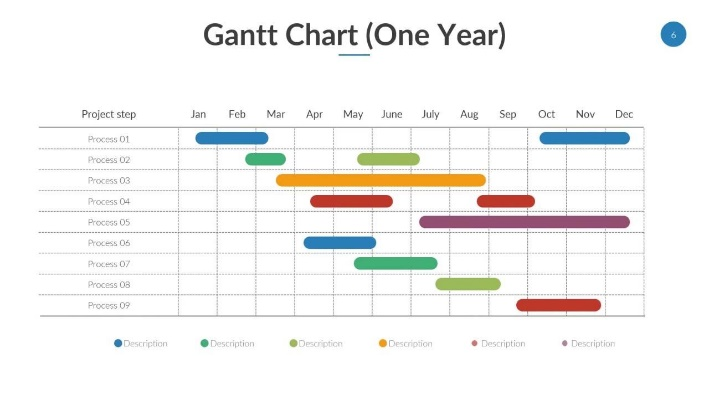 Gantt Chart (One Year)
6
Project step Jan Feb Mar Apr May June July Aug Sep Oct Nov Dec
Process 01
Process 02
Process 03
Process 04
Process 05
Process 06
Process 07
Process 08
Process 09
Description Description Description Description Description Description